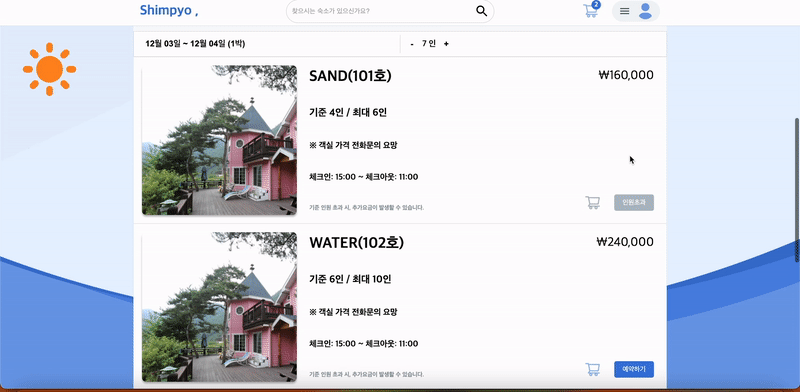 Shimpyo ,
찾으시는 숙소가 있으신가요?
2
12월 03일 ~ 12월 04일 (1박)
- 7 인 +
SAND(101호)
₩160,000
기준 4인 / 최대 6인
※ 객실 가격 전화문의 요망
체크인: 15:00 ~ 체크아웃: 11:00
기준 인원 초과 시, 추가요금이 발생할 수 있습니다.
인원초과
WATER(102호)
₩240,000
기준 6인 / 최대 10인
※ 객실 가격 전화문의 요망
체크인: 15:00 ~ 체크아웃: 11:00
기준 인원 초과 시, 추가요금이 발생할 수 있습니다.
예약하기